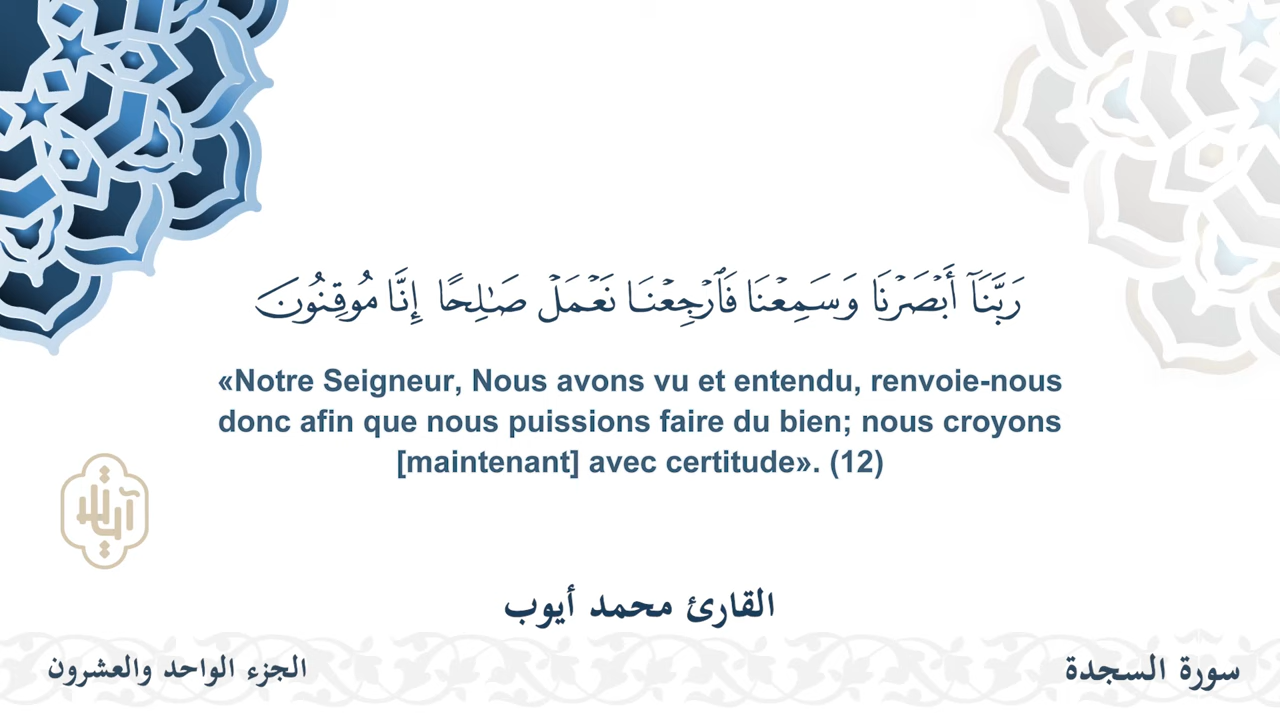 رَبَّنَآ أَبْصَرْنَا وَسَمِعْنَا فَٱرْجِعْنَا نَعْمَلْ صَـٰلِحًا إِنَّا مُوقِنُونَ
«Notre Seigneur, Nous avons vu et entendu, renvoie-nous
donc afin que nous puissions faire du bien; nous croyons
[maintenant] avec certitude». (12)
القارئ محمد أيوب
سورة السجدة
الجزء الواحد والعشرون